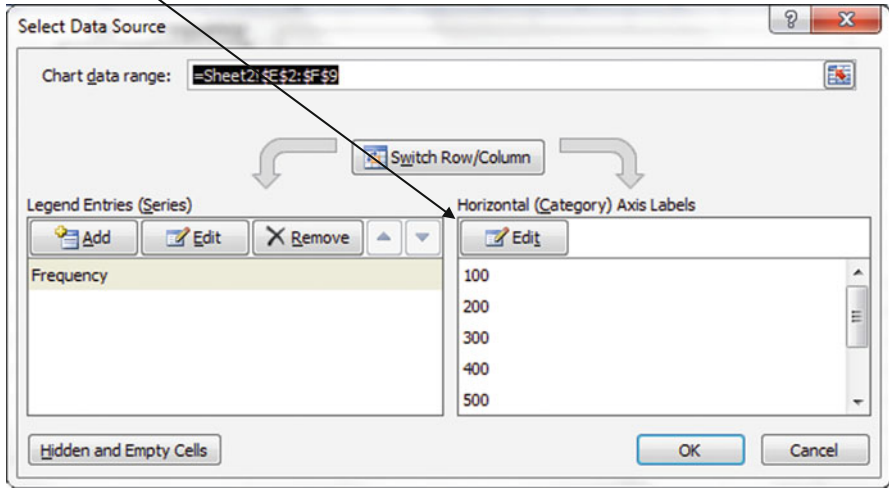 Select Data Source
?
Chart data range: =Sheet2!$E$2:$F$9
Switch Row/Column
Legend Entries (Series)
Add Edit Remove
Frequency
Horizontal (Category) Axis Labels
Edit
100
200
300
400
500
Hidden and Empty Cells OK Cancel